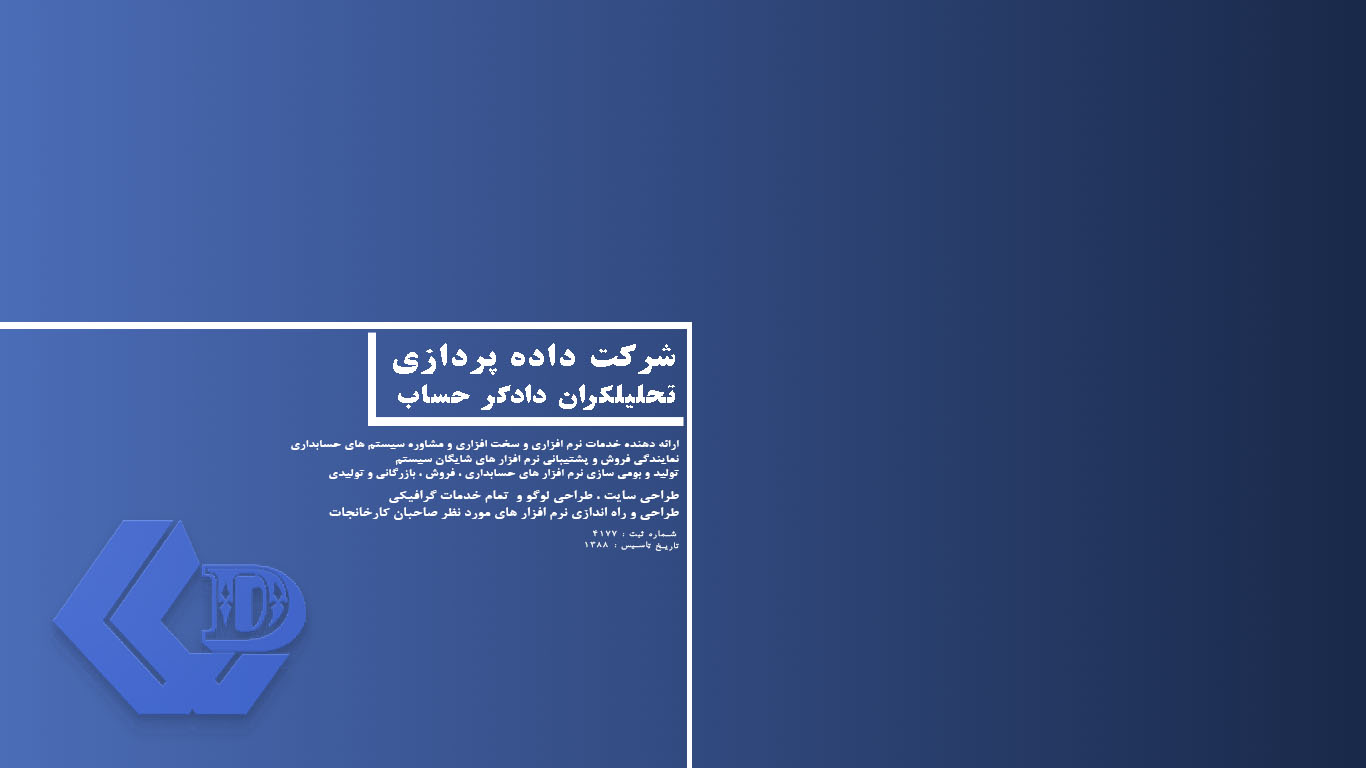 شرکت داده پردازی
تحلیلگران دادگر حساب
ارائه دهنده خدمات نرم افزاری و سخت افزاری و مشاوره سیستم های حسابداری
نمایندگی فروش و پشتیبانی نرم افزار های شایگان سیستم
تولید و بومی سازی نرم افزار های حسابداری ، فروش ، بازرگانی و تولیدی
طراحی سایت ، طراحی لوگو و تمام خدمات گرافیکی
طراحی و راه اندازی نرم افزار های مورد نظر صاحبان کارخانجات
شماره ثبت : ۴۱۷۷
تاریخ تاسیس : ۱۳۸۸
D